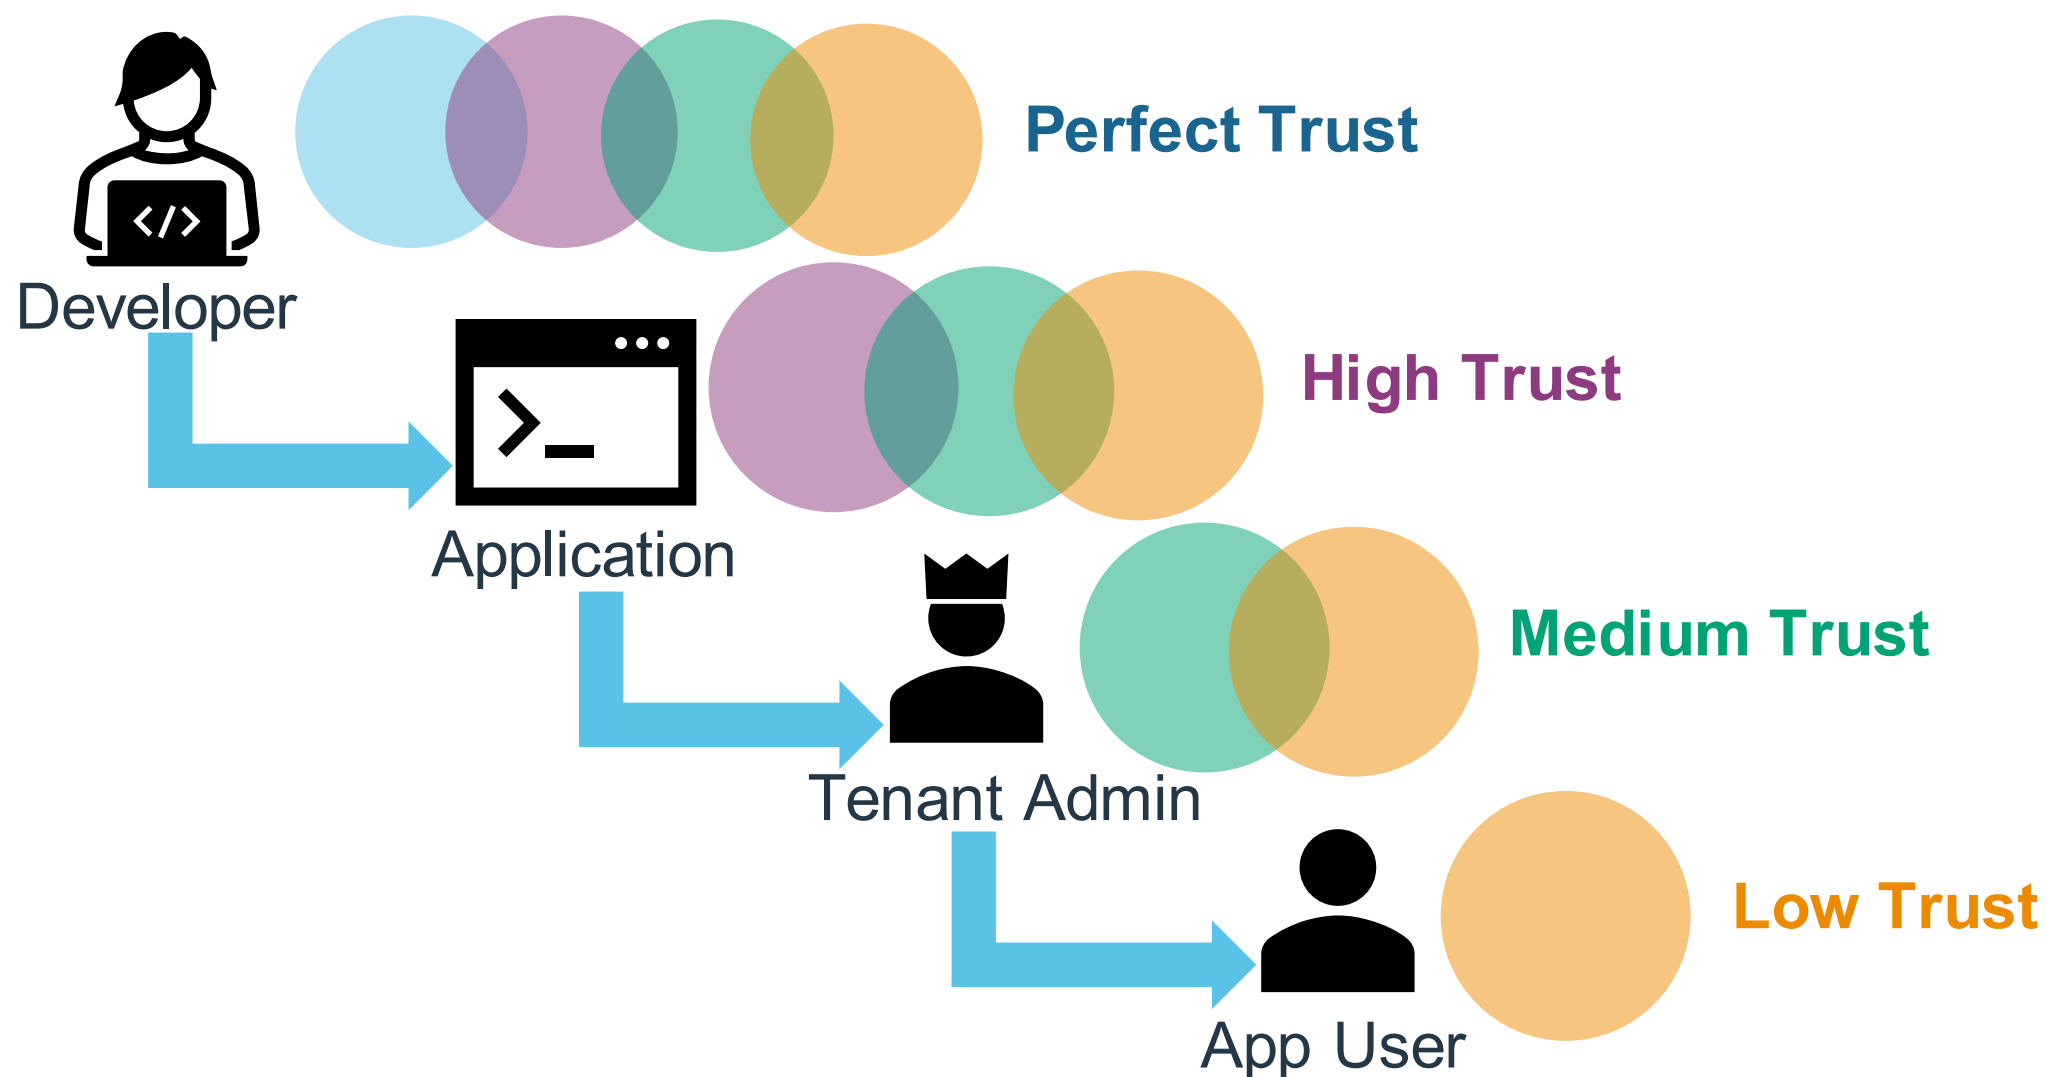 Perfect Trust
Developer
</>
High Trust
>_
Application
Medium Trust
Tenant Admin
Low Trust
App User